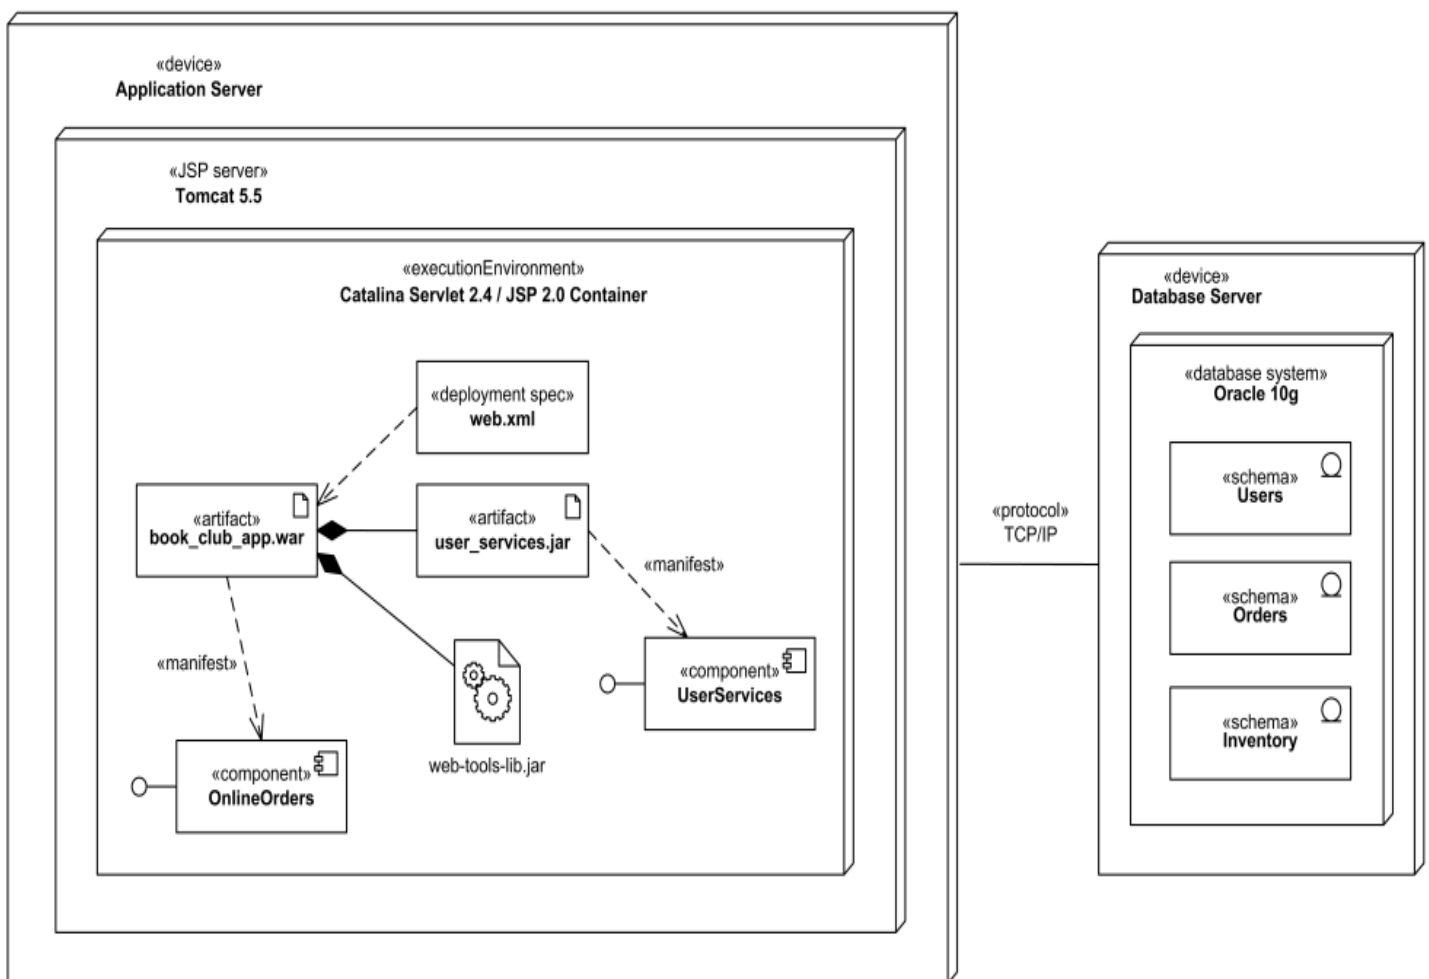 «device»
Application Server
«JSP server»
Tomcat 5.5
«executionEnvironment»
Catalina Servlet 2.4 / JSP 2.0 Container
«deployment spec»
web.xml
«artifact»
book_club_app.war
«artifact»
user_services.jar
«manifest»
«manifest»
«component»
UserServices
web-tools-lib.jar
«component»
OnlineOrders
«protocol»
TCP/IP
«device»
Database Server
«database system»
Oracle 10g
«schema»
Users
«schema»
Orders
«schema»
Inventory